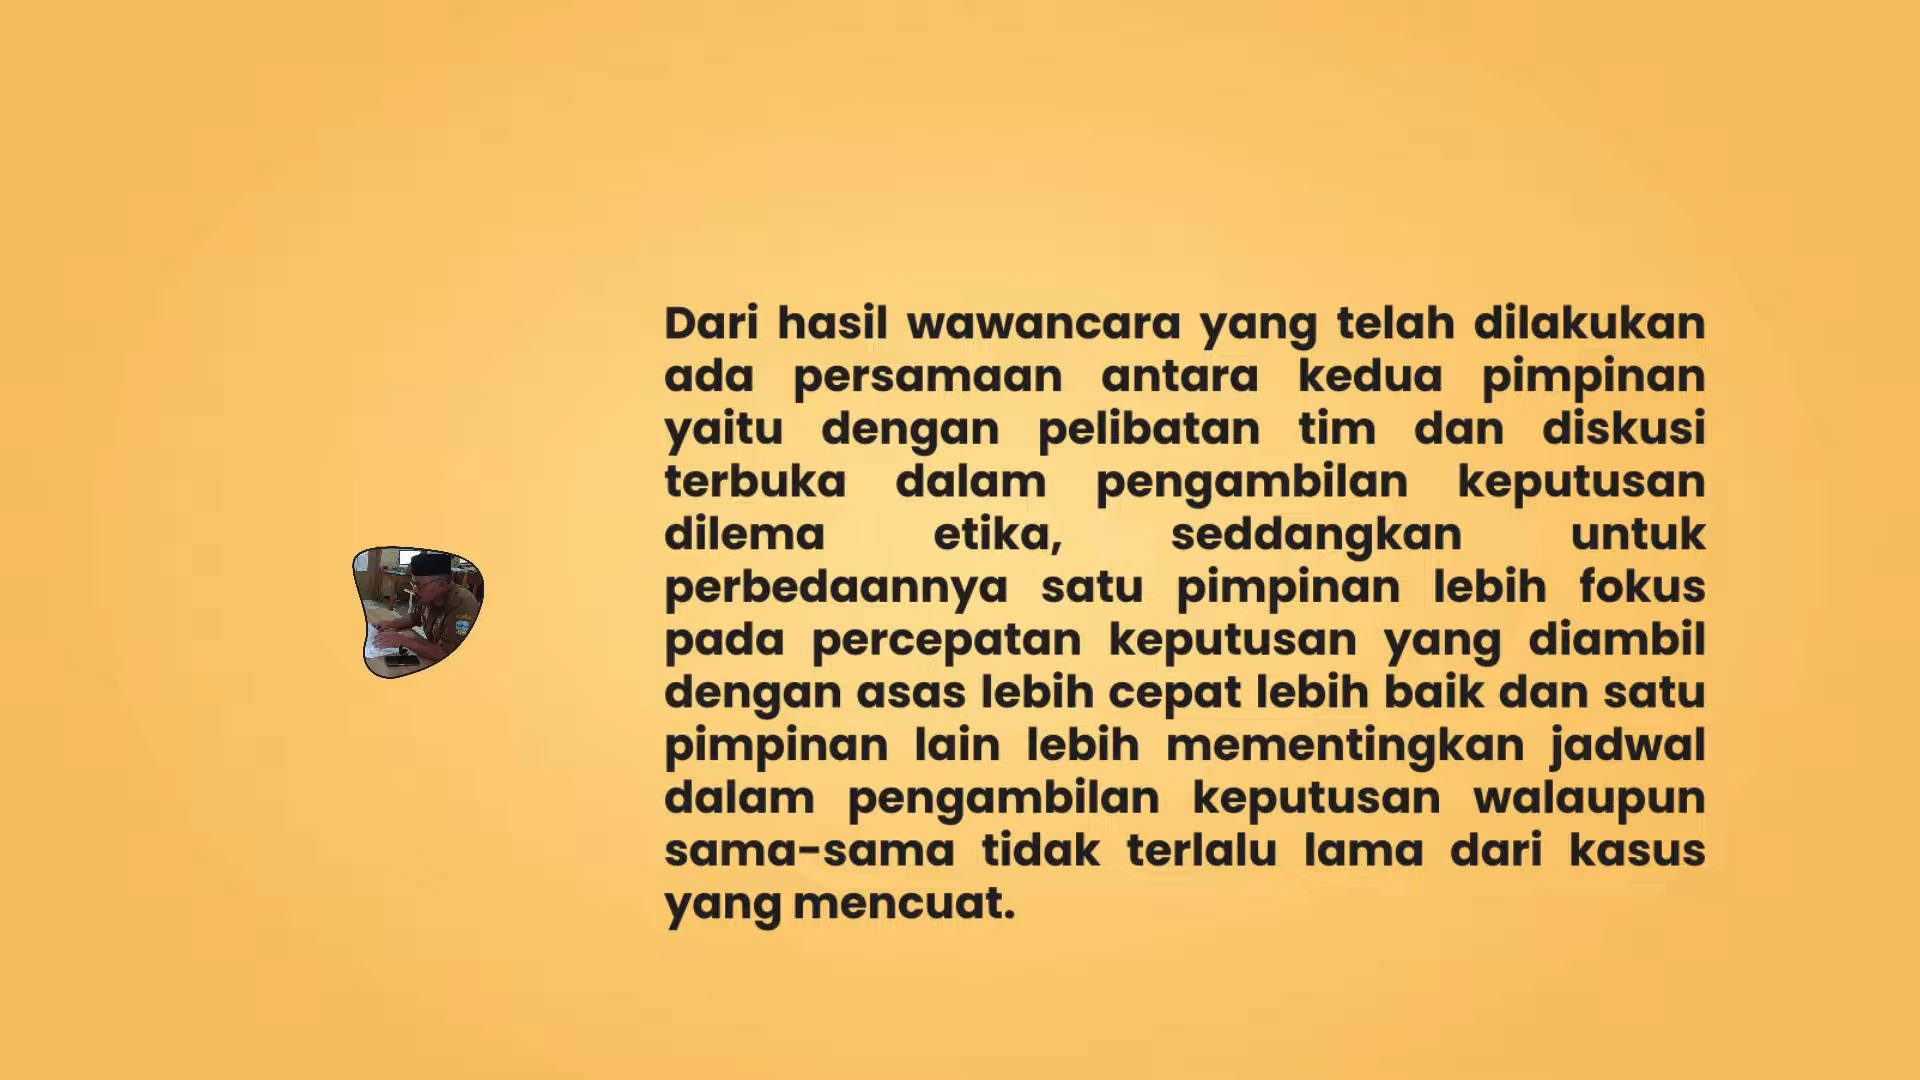 Dari hasil wawancara yang telah dilakukan
ada persamaan antara kedua pimpinan
yaitu dengan pelibatan tim dan diskusi
terbuka dalam pengambilan keputusan
dilema etika, seddangkan untuk
perbedaannya satu pimpinan lebih fokus
pada percepatan keputusan yang diambil
dengan asas lebih cepat lebih baik dan satu
pimpinan lain lebih mementingkan jadwal
dalam pengambilan keputusan walaupun
sama-sama tidak terlalu lama dari kasus
yang mencuat.